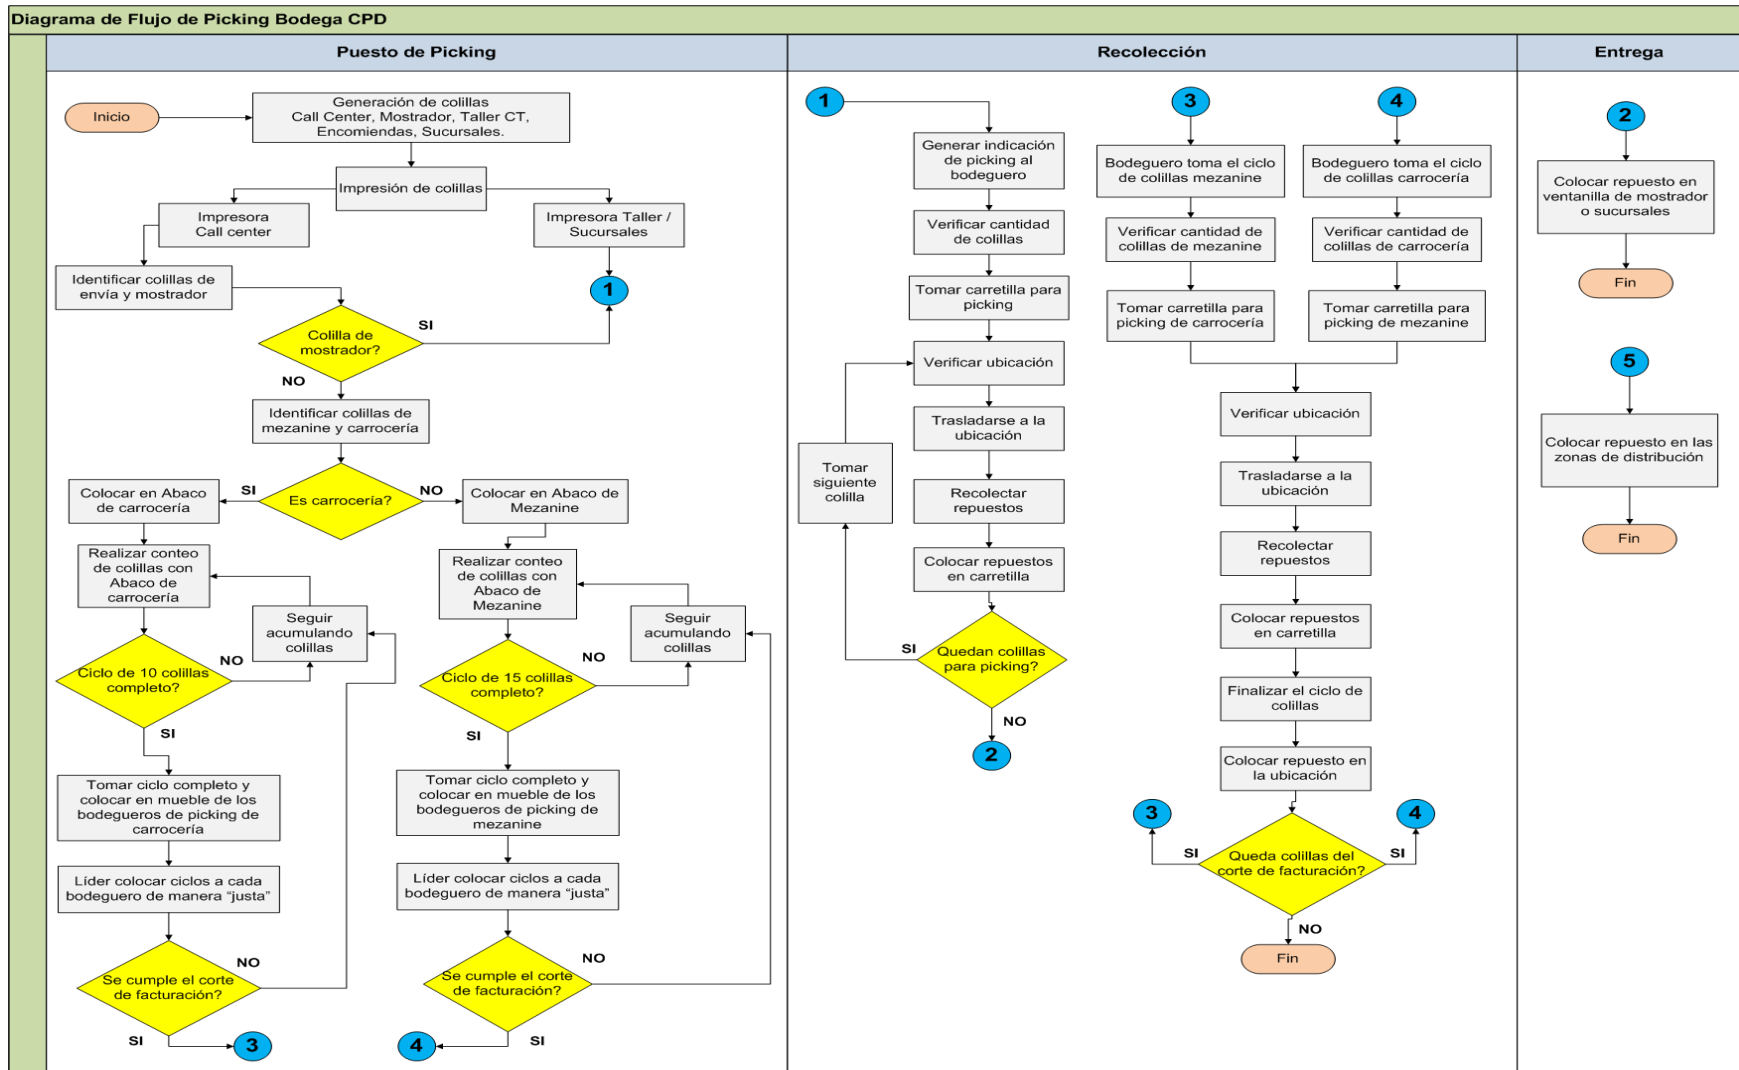 Diagrama de Flujo de Picking Bodega CPD
Puesto de Picking
Inicio
Generación de colillas
Call Center, Mostrador, Taller CT,
Encomiendas, Sucursales.
Impresión de colillas
Impresora
Call center
Impresora Taller /
Sucursales
Identificar colillas de
envía y mostrador
1
Colilla de
mostrador?
SI
NO
Identificar colillas de
mezanine y carrocería
Es carrocería?
SI
NO
Colocar en Abaco
de carrocería
Colocar en Abaco de
Mezanine
Realizar conteo
de colillas con
Abaco de
carrocería
Realizar conteo
de colillas con
Abaco de
Mezanine
Seguir
acumulando
colillas
Seguir
acumulando
colillas
Ciclo de 10 colillas
completo?
NO
SI
Ciclo de 15 colillas
completo?
NO
SI
Tomar ciclo completo y
colocar en mueble de los
bodegueros de picking de
carrocería
Tomar ciclo completo y
colocar en mueble de los
bodegueros de picking de
mezanine
Líder colocar ciclos a cada
bodeguero de manera “justa”
Líder colocar ciclos a cada
bodeguero de manera “justa”
Se cumple el corte
de facturación?
NO
SI
3
Se cumple el corte
de facturación?
NO
SI
4
Recolección
1
Generar indicación
de picking al
bodeguero
Verificar cantidad
de colillas
Tomar carretilla para
picking
Verificar ubicación
Trasladarse a la
ubicación
Tomar
siguiente
colilla
Recolectar
repuestos
Colocar repuestos
en carretilla
Quedan colillas
para picking?
SI
NO
2
3
Bodeguero toma el ciclo
de colillas mezanine
Verificar cantidad de
colillas de mezanine
Tomar carretilla para
picking de carrocería
4
Bodeguero toma el ciclo
de colillas carrocería
Verificar cantidad de
colillas de carrocería
Tomar carretilla para
picking de mezanine
Verificar ubicación
Trasladarse a la
ubicación
Recolectar
repuestos
Colocar repuestos
en carretilla
Finalizar el ciclo de
colillas
Colocar repuesto en
la ubicación
3
4
SI
Queda colillas del
corte de facturación?
SI
NO
Fin
Entrega
2
Colocar repuesto en
ventanilla de mostrador
o sucursales
Fin
5
Colocar repuesto en las
zonas de distribución
Fin